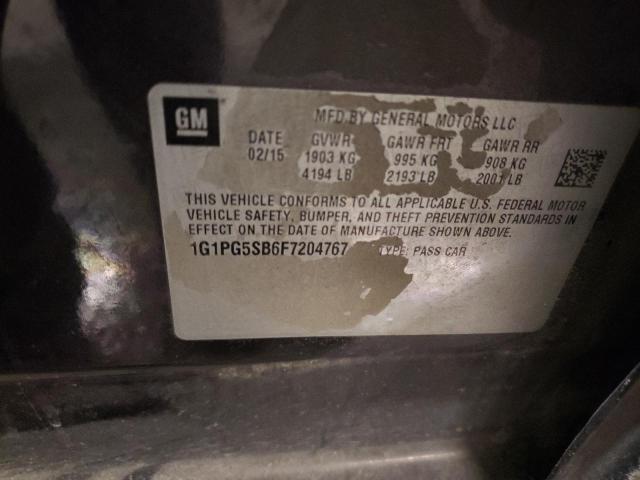 GM
MFD BY GENERAL MOTORS LLC
DATE GVWR GAWR FRT GAWR RR
02/15 1903 KG 995 KG 908 KG
4194 LB 2193 LB 2001 LB
THIS VEHICLE CONFORMS TO ALL APPLICABLE U.S. FEDERAL MOTOR
VEHICLE SAFETY, BUMPER, AND THEFT PREVENTION STANDARDS IN
EFFECT ON THE DATE OF MANUFACTURE SHOWN ABOVE.
1G1PG5SB6F7204767 TYPE: PASS CAR